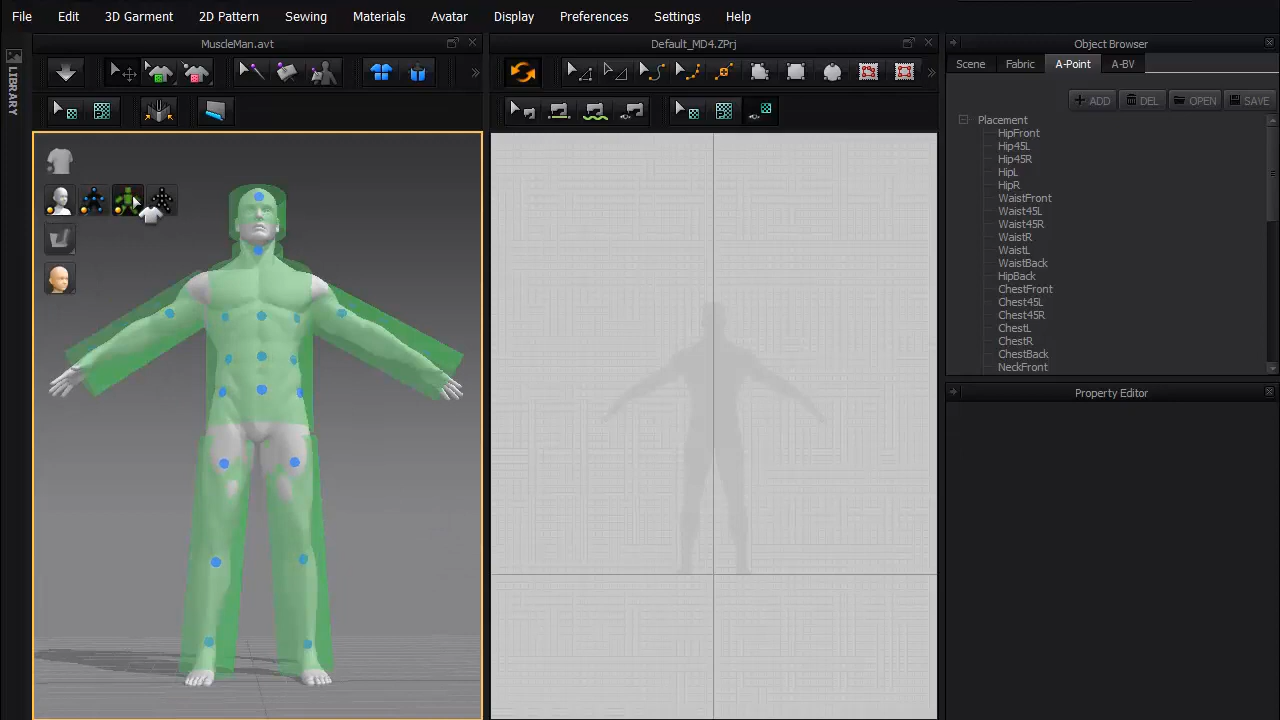 File Edit 3D Garment 2D Pattern Sewing Materials Avatar Display Preferences Settings Help
LIBRARY
MuscleMan.avt
Default_MD4.ZPrj
Object Browser
Scene Fabric A-Point A-BV
ADD DEL OPEN SAVE
Placement
HipFront
Hip45L
Hip45R
HipL
HipR
WaistFront
Waist45L
Waist45R
WaistR
WaistL
WaistBack
HipBack
ChestFront
Chest45L
Chest45R
ChestL
ChestR
ChestBack
NeckFront
Property Editor